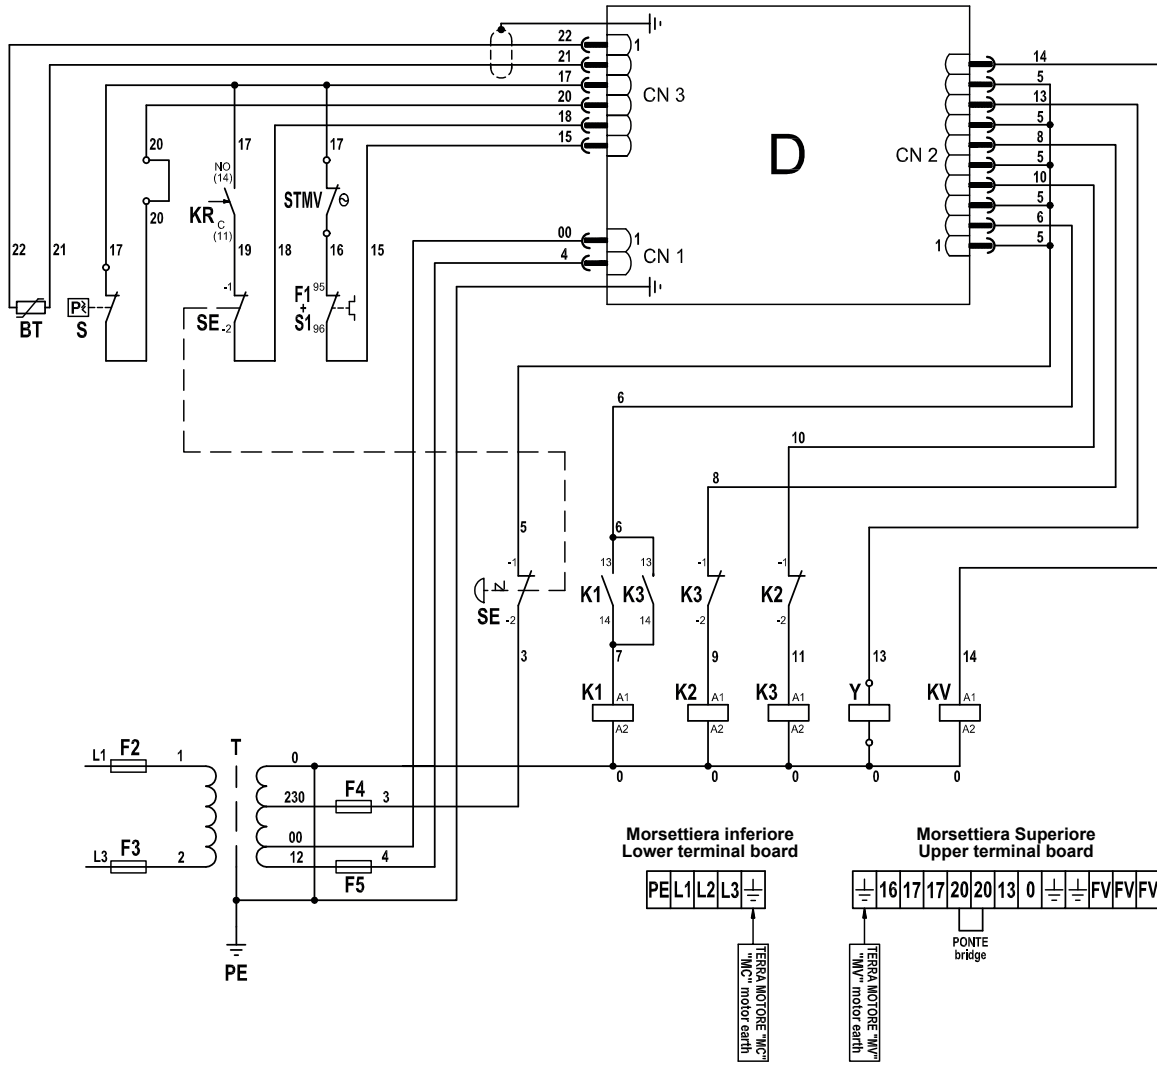 22
1
14
21
5
17
CN 3
13
20
5
18
8
15
D
CN 2
5
20
17
17
10
NO
(14)
STMV
5
KR
C
(11)
20
00
1
6
22
21
17
19
18
16
15
4
CN 1
1
5
-1
F1
95
P
+
BT
S
SE
-2
S1
96
6
10
8
5
6
-1
13
13
-1
-1
K1
K3
K3
K2
SE
-2
14
14
-2
-2
3
7
9
11
13
14
K1
A1
K2
A1
K3
A1
Y
KV
A1
A2
A2
A2
A2
L1
F2
1
T
0
0
0
0
0
0
230
F4
3
00
L3
F3
2
12
4
F5
PE
Morsettiera inferiore
Lower terminal board
PE L1 L2 L3
TERRA MOTORE "MC"
"MC" motor earth
Morsettiera Superiore
Upper terminal board
16 17 17 20 20 13 0 FV FV FV
PONTE
bridge
TERRA MOTORE "MV"
"MV" motor earth